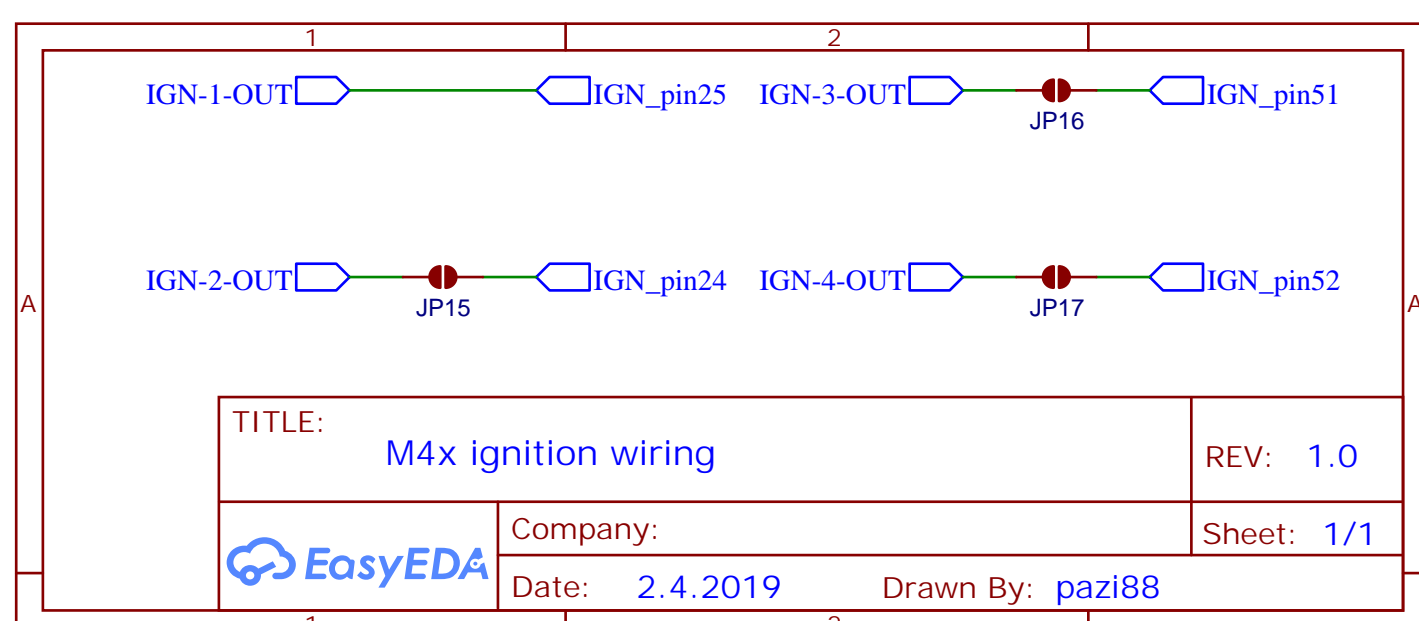 1 2
IGN-1-OUT IGN_pin25 IGN-3-OUT IGN_pin51
JP16
IGN-2-OUT IGN_pin24 IGN-4-OUT IGN_pin52
JP15 JP17
A A
TITLE:
M4x ignition wiring
REV: 1.0
EasyEDA
Company:
Sheet: 1/1
Date: 2.4.2019 Drawn By: pazi88
1 2